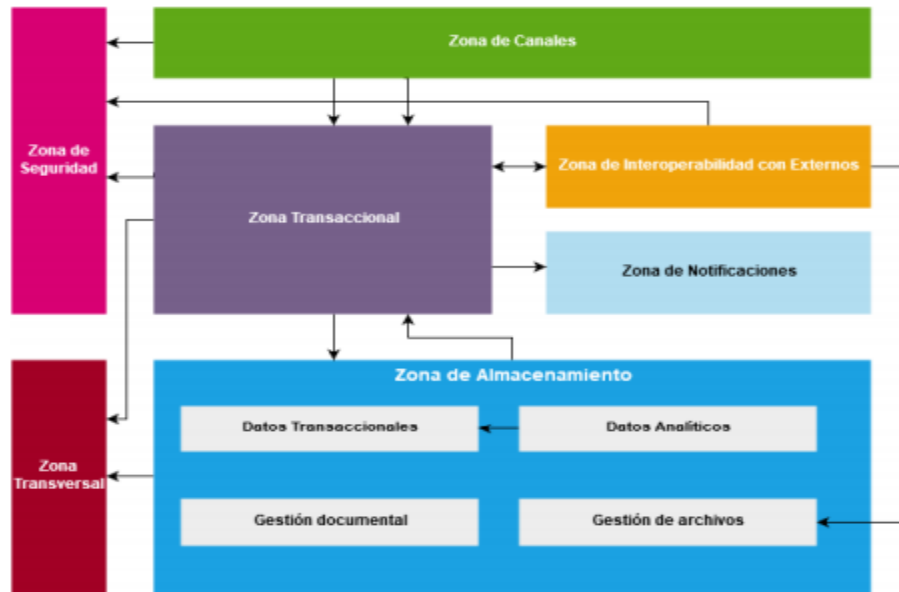 Zona de Canales
Zona de
Seguridad
Zona de Interoperabilidad con Externos
Zona Transaccional
Zona de Notificaciones
Zona de Almacenamiento
Datos Transaccionales
Datos Analíticos
Zona
Transversal
Gestión documental
Gestión de archivos